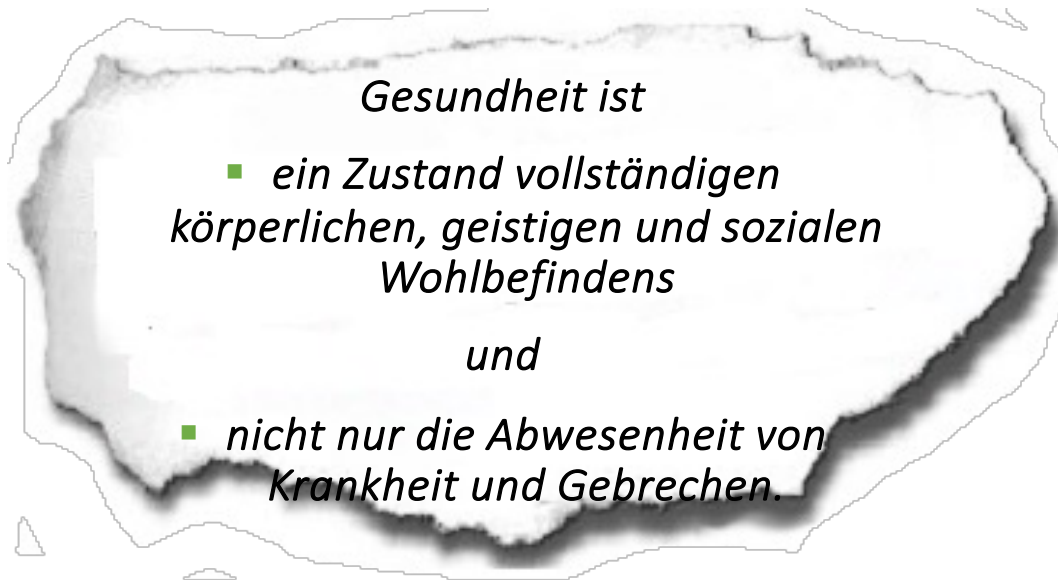 Gesundheit ist
▪ ein Zustand vollständigen
körperlichen, geistigen und sozialen
Wohlbefindens
und
▪ nicht nur die Abwesenheit von
Krankheit und Gebrechen.